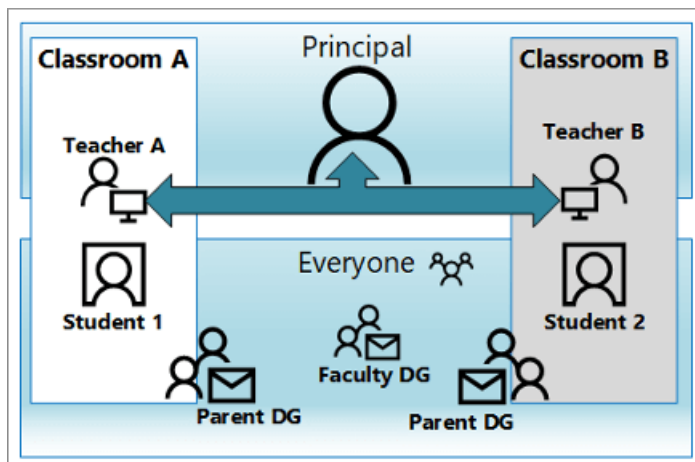 Principal
Classroom A
Classroom B
Teacher A
Teacher B
Everyone
Student 1
Student 2
Faculty DG
Parent DG
Parent DG